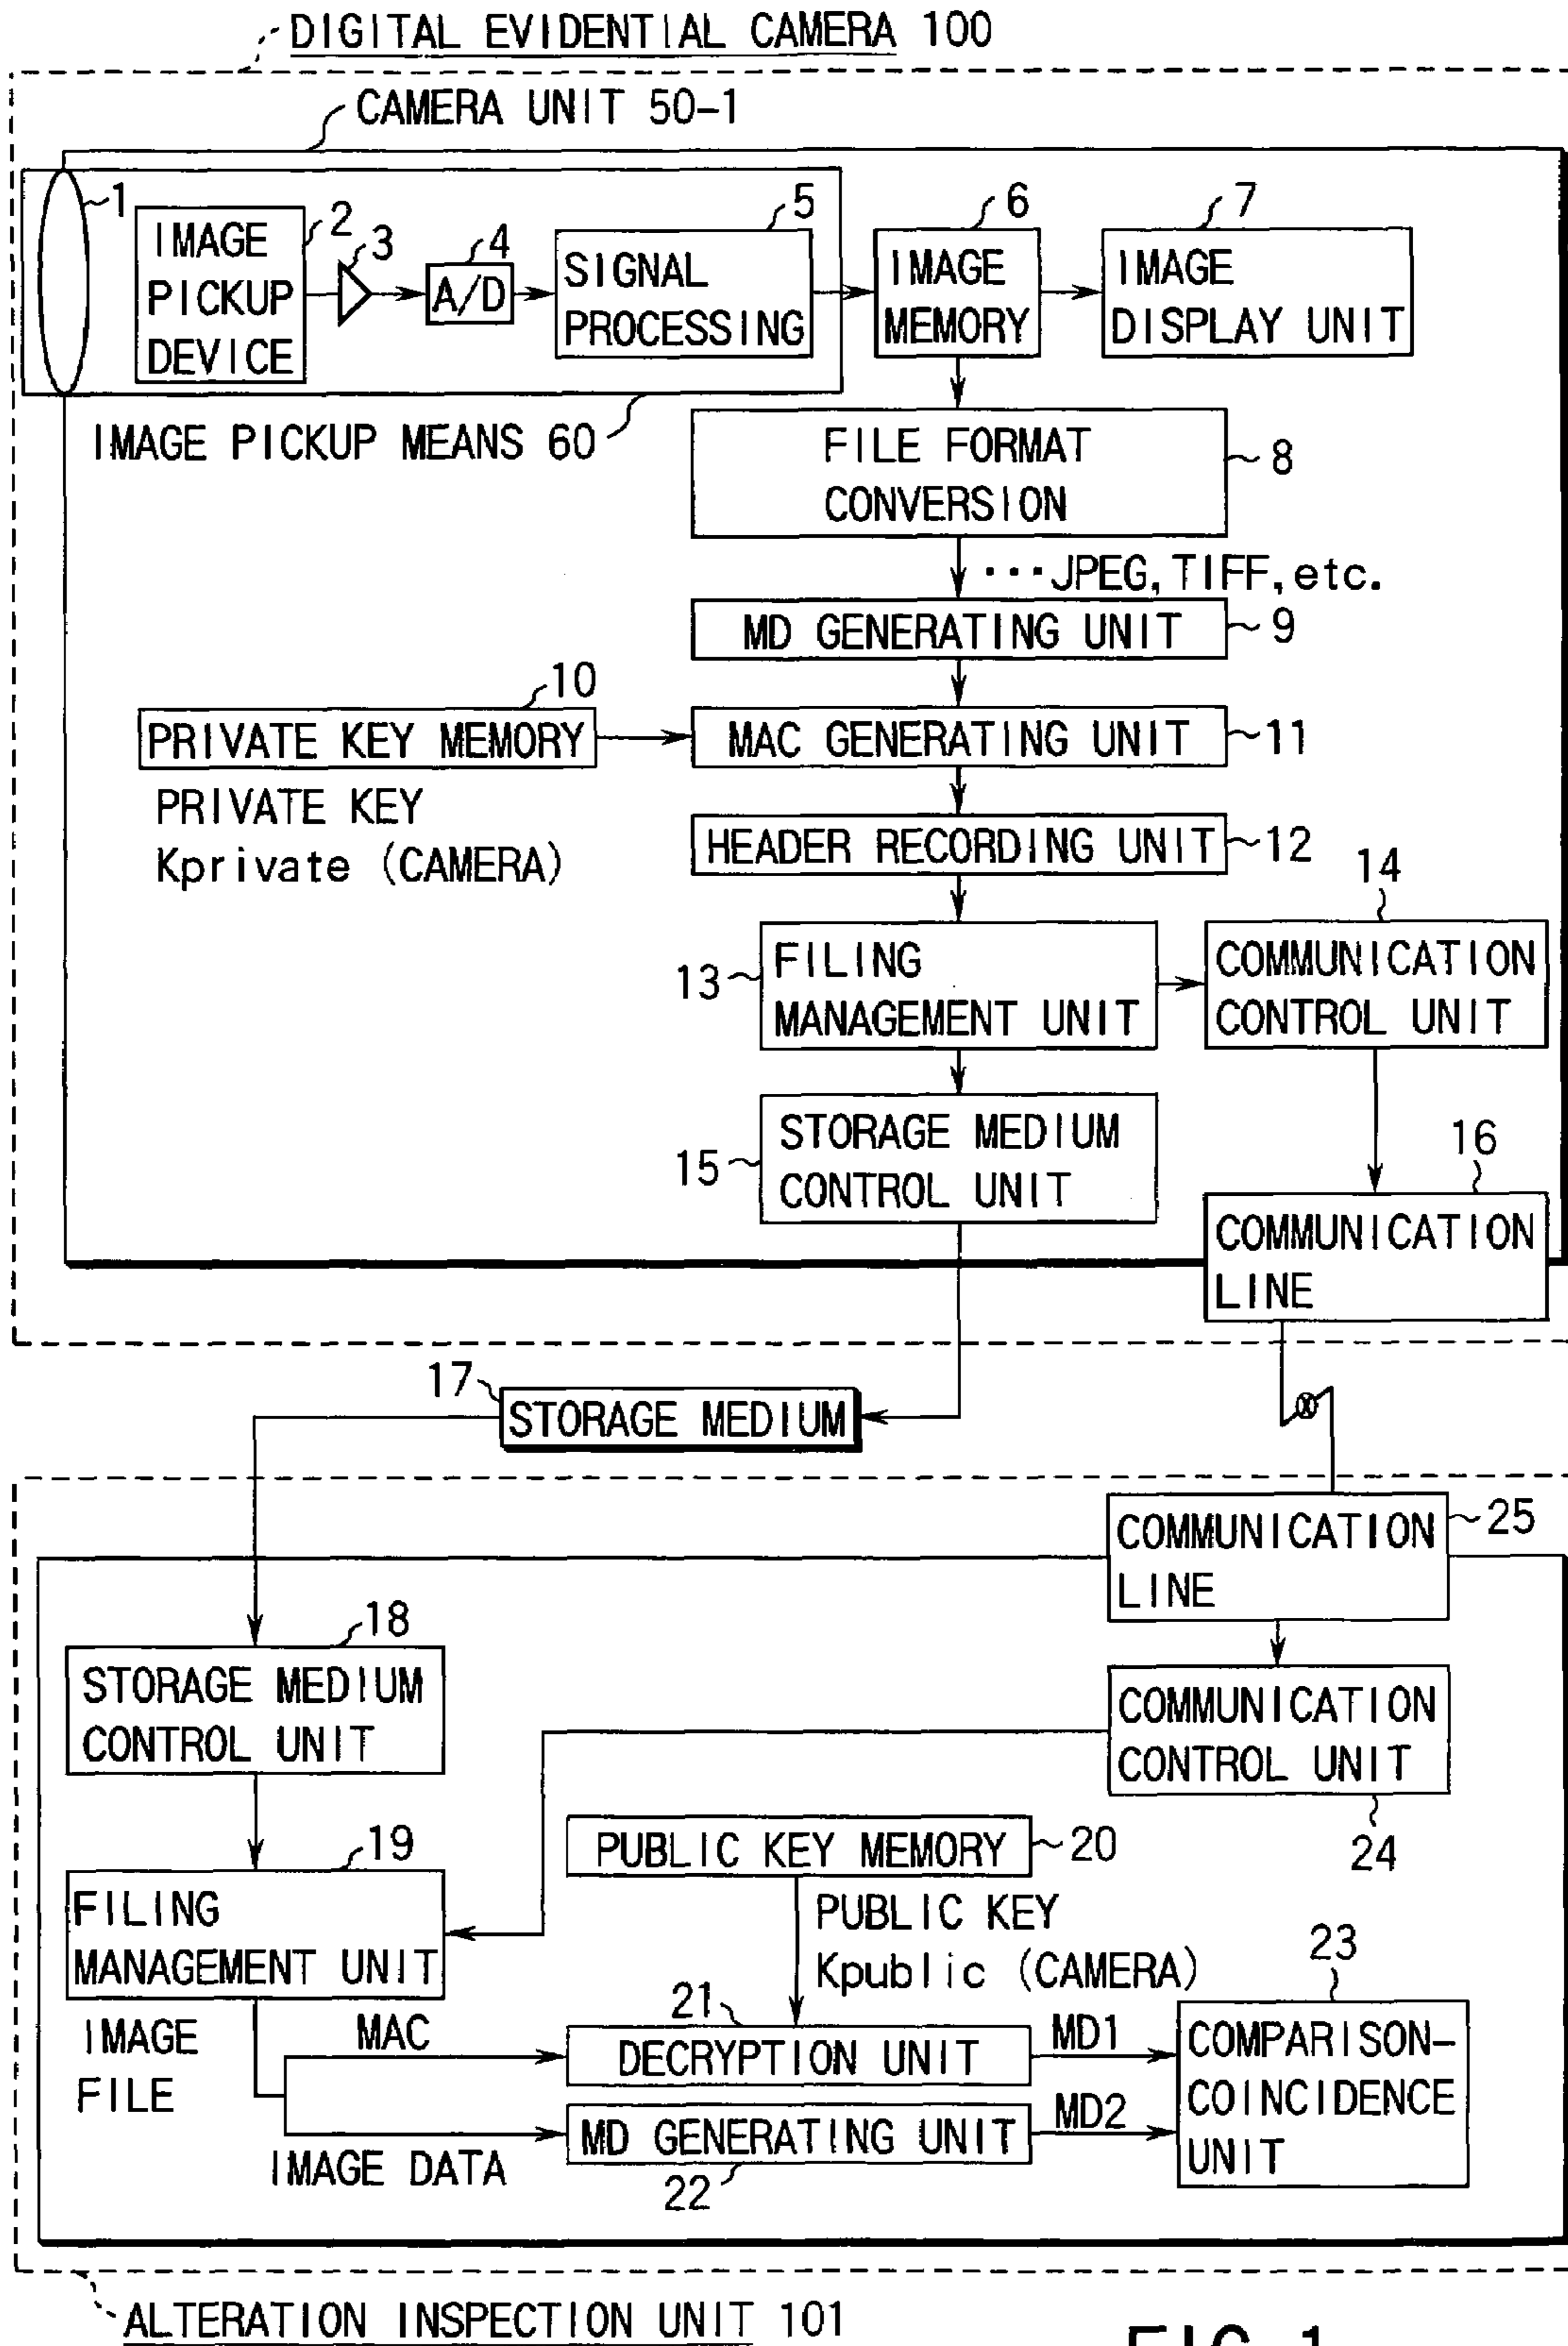 DIGITAL EVIDENTIAL CAMERA 100
CAMERA UNIT 50-1
1
IMAGE
PICKUP
DEVICE
2
3
4
A/D
5
SIGNAL
PROCESSING
6
IMAGE
MEMORY
7
IMAGE
DISPLAY UNIT
IMAGE PICKUP MEANS 60
FILE FORMAT
CONVERSION
8
···JPEG, TIFF, etc.
MD GENERATING UNIT
9
10
PRIVATE KEY MEMORY
PRIVATE KEY
Kprivate (CAMERA)
MAC GENERATING UNIT
11
HEADER RECORDING UNIT
12
13
FILING
MANAGEMENT UNIT
14
COMMUNICATION
CONTROL UNIT
15
STORAGE MEDIUM
CONTROL UNIT
16
COMMUNICATION
LINE
17
STORAGE MEDIUM
COMMUNICATION
LINE
25
18
STORAGE MEDIUM
CONTROL UNIT
COMMUNICATION
CONTROL UNIT
24
19
FILING
MANAGEMENT UNIT
PUBLIC KEY MEMORY
20
PUBLIC KEY
Kpublic (CAMERA)
IMAGE
FILE
MAC
21
DECRYPTION UNIT
MD1
IMAGE DATA
MD GENERATING UNIT
22
MD2
23
COMPARISON-
COINCIDENCE
UNIT
ALTERATION INSPECTION UNIT 101
FIG. 1